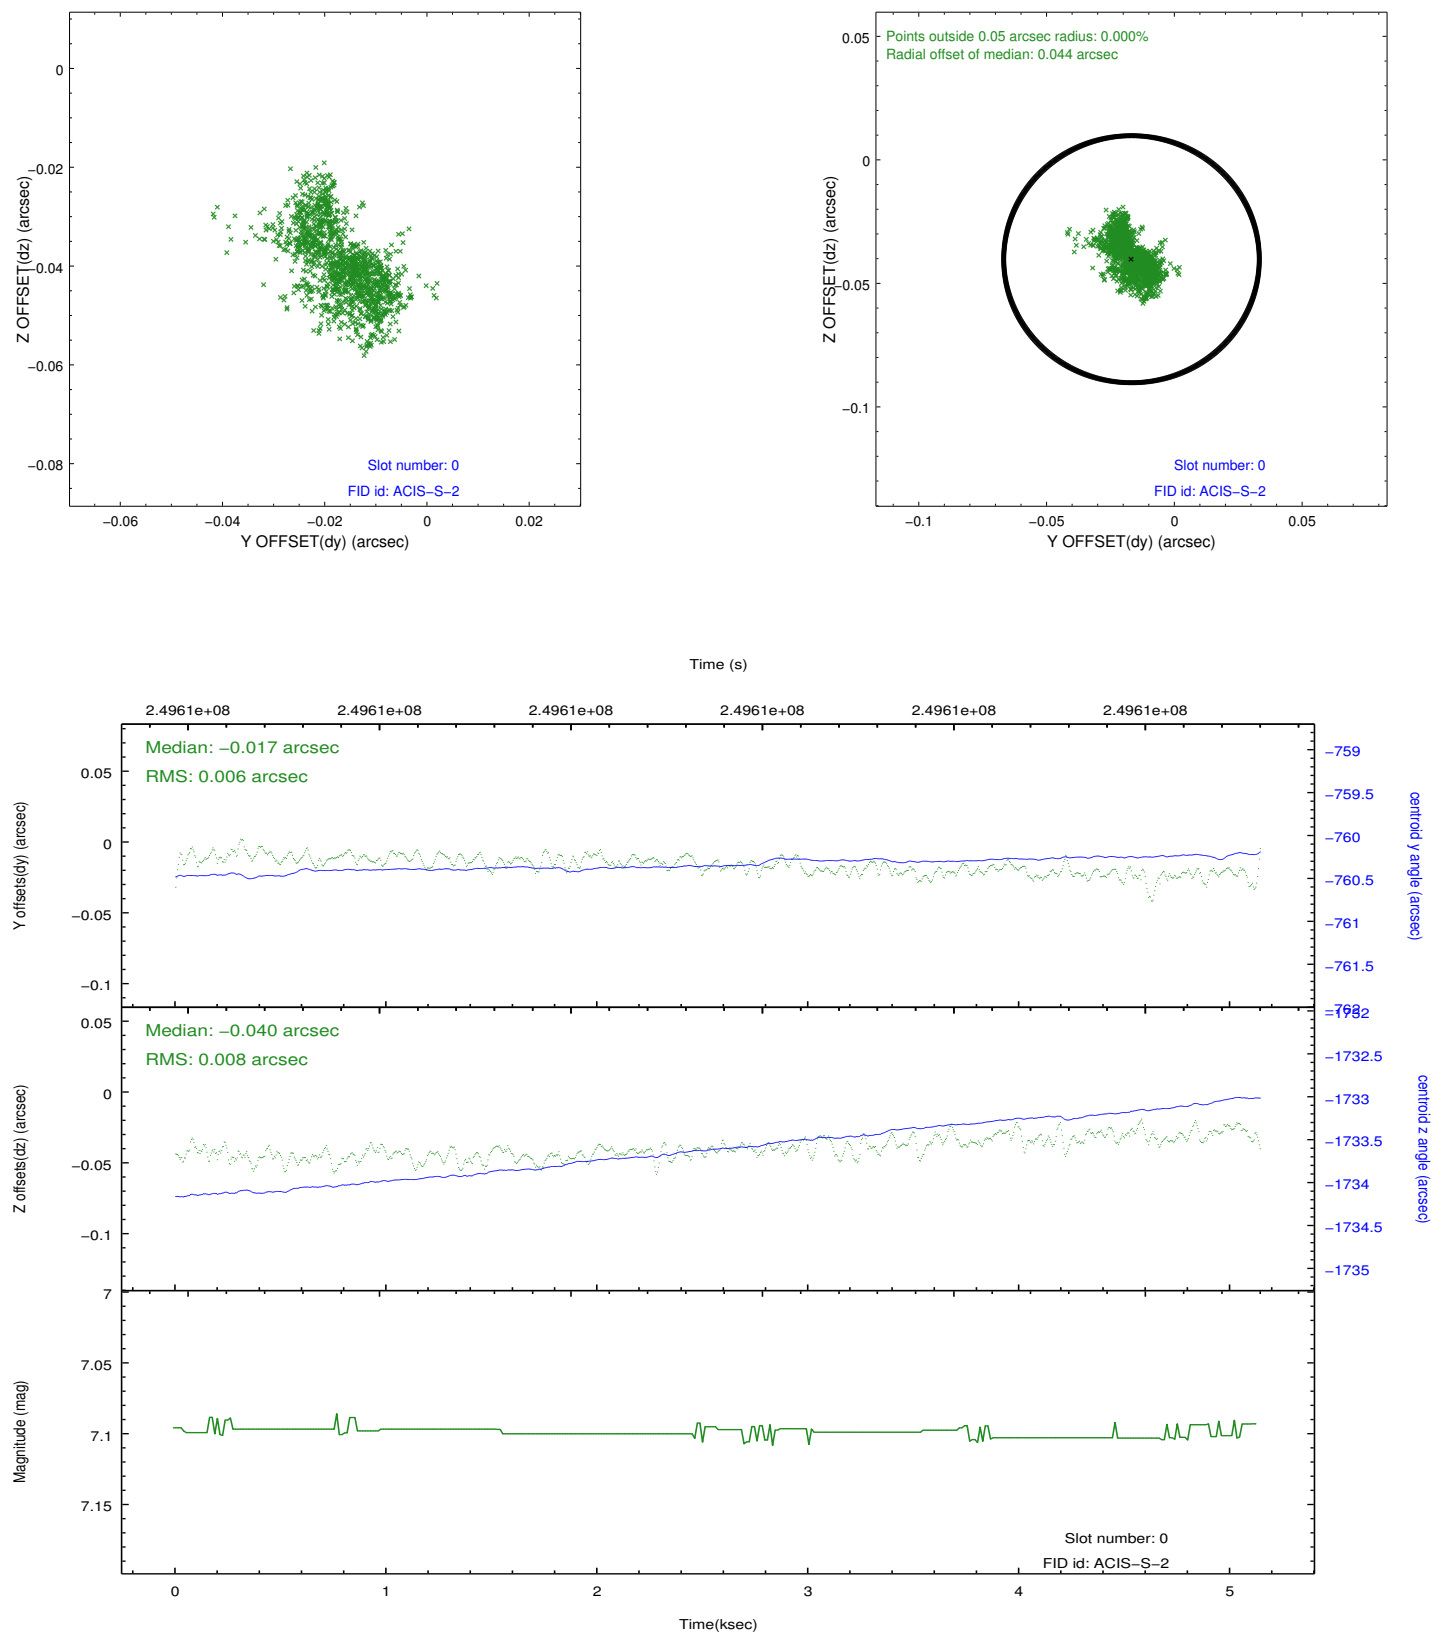 0
−0.02
−0.04
−0.06
−0.08
Z OFFSET(dz) (arcsec)
Slot number: 0
FID id: ACIS−S−2
−0.06
−0.04
−0.02
0
0.02
Y OFFSET(dy) (arcsec)
Points outside 0.05 arcsec radius: 0.000%
Radial offset of median: 0.044 arcsec
0.05
0
−0.05
−0.1
Z OFFSET(dz) (arcsec)
Slot number: 0
FID id: ACIS−S−2
−0.1
−0.05
0
0.05
Y OFFSET(dy) (arcsec)
Time (s)
2.4961e+08
2.4961e+08
2.4961e+08
2.4961e+08
2.4961e+08
2.4961e+08
Median: −0.017 arcsec
RMS: 0.006 arcsec
0.05
0
−0.05
−0.1
Y offsets(dy) (arcsec)
−759
−759.5
−760
−760.5
−761
−761.5
−762
centroid y angle (arcsec)
Median: −0.040 arcsec
RMS: 0.008 arcsec
0.05
0
−0.05
−0.1
Z offsets(dz) (arcsec)
−1732
−1732.5
−1733
−1733.5
−1734
−1734.5
−1735
centroid z angle (arcsec)
7
7.05
7.1
7.15
Magnitude (mag)
Slot number: 0
FID id: ACIS−S−2
0
1
2
3
4
5
Time(ksec)